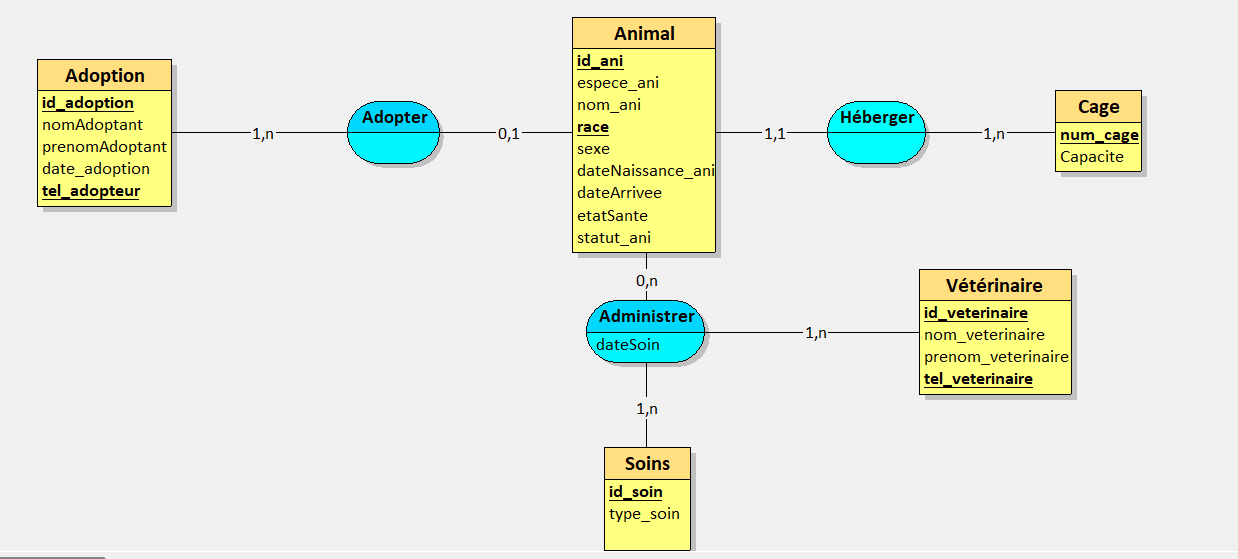 Adoption
id_adoption
nomAdoptant
prenomAdoptant
date_adoption
tel_adopteur
1,n
Adopter
0,1
Animal
id_ani
espece_ani
nom_ani
race
sexe
dateNaissance_ani
dateArrivee
etatSante
statut_ani
1,1
Héberger
1,n
Cage
num_cage
Capacite
0,n
Administrer
dateSoin
1,n
Vétérinaire
id_veterinaire
nom_veterinaire
prenom_veterinaire
tel_veterinaire
1,n
Soins
id_soin
type_soin